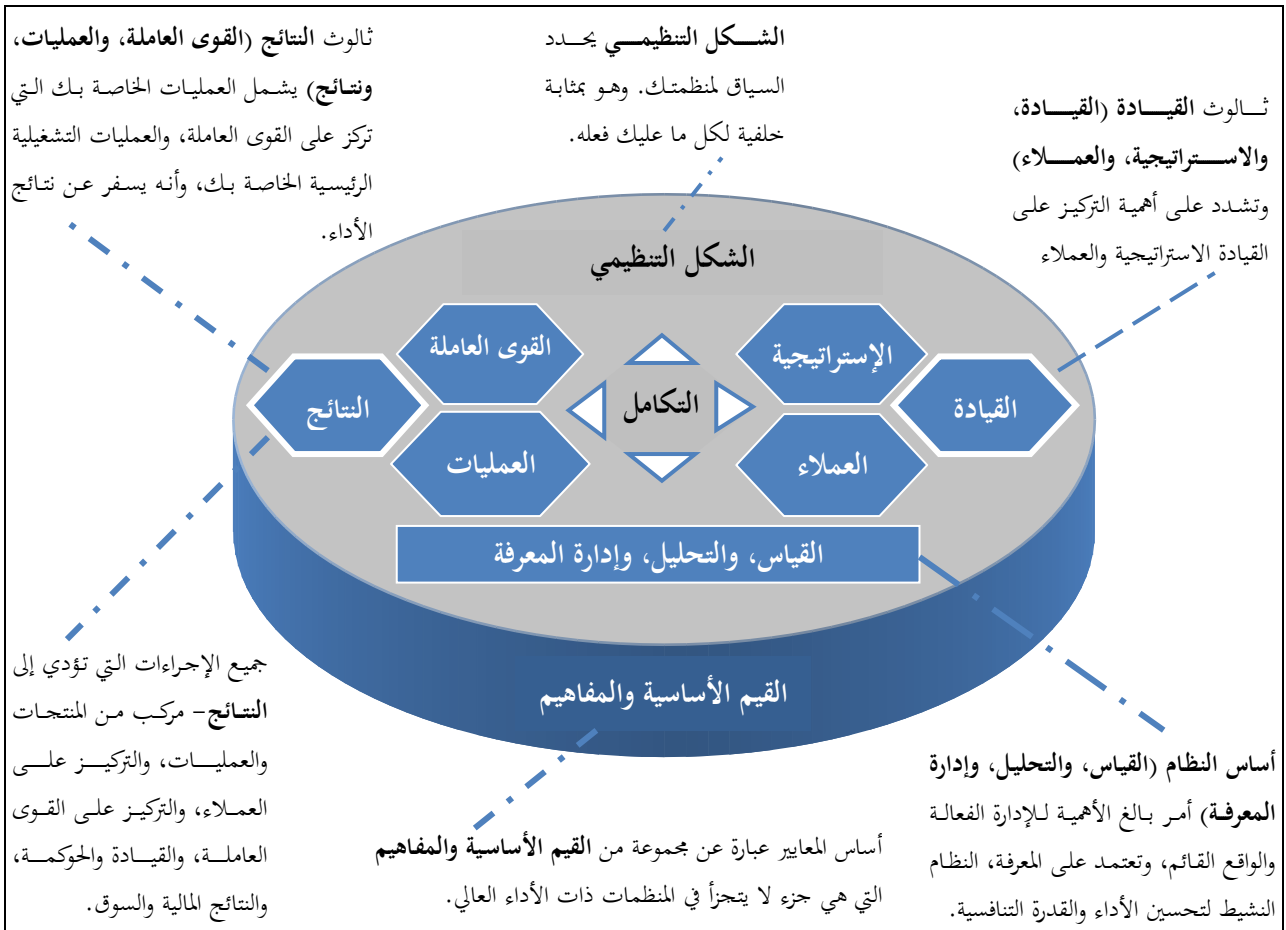 ثالوث القيادة (القيادة،
والاستراتيجية، والعملاء)
وتشدد على أهمية التركيز على
القيادة الاستراتيجية والعملاء
الشكل التنظيمي يحدد
السياق لمنظمتك. وهو بمثابة
خلفية لكل ما عليك فعله.
ثالوث النتائج (القوى العاملة، والعمليات،
ونتائج) يشمل العمليات الخاصة بك التي
تركز على القوى العاملة، والعمليات التشغيلية
الرئيسية الخاصة بك، وأنه يسفر عن نتائج
الأداء.
الشكل التنظيمي
القيادة
الإستراتيجية
العملاء
التكامل
القوى العاملة
العمليات
النتائج
القياس، والتحليل، وإدارة المعرفة
القيم الأساسية والمفاهيم
أساس النظام (القياس، والتحليل، وإدارة
المعرفة) أمر بالغ الأهمية للإدارة الفعالة
والواقع القائم، وتعتمد على المعرفة، النظام
النشيط لتحسين الأداء والقدرة التنافسية.
أساس المعايير عبارة عن مجموعة من القيم الأساسية والمفاهيم
التي هي جزء لا يتجزأ في المنظمات ذات الأداء العالي.
جميع الإجراءات التي تؤدي إلى
النتائج- مركب من المنتجات
والعمليات، والتركيز على
العملاء، والتركيز على القوى
العاملة، والقيادة والحوكمة،
والنتائج المالية والسوق.